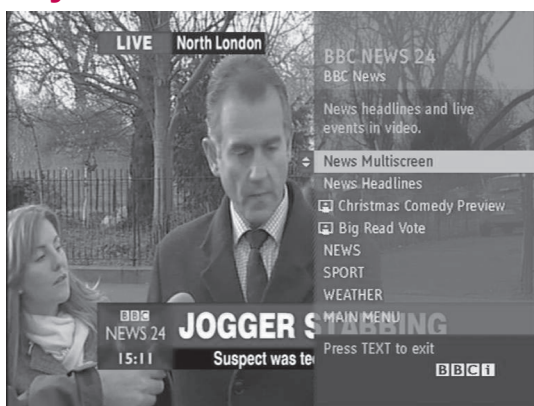 LIVE North London
BBC NEWS 24
BBC News
News headlines and live
events in video.
News Multiscreen
News Headlines
Christmas Comedy Preview
Big Read Vote
NEWS
SPORT
WEATHER
MAIN MENU
Press TEXT to exit
BBCi
BBC
NEWS 24
15:11
JOGGER STABBING
Suspect was